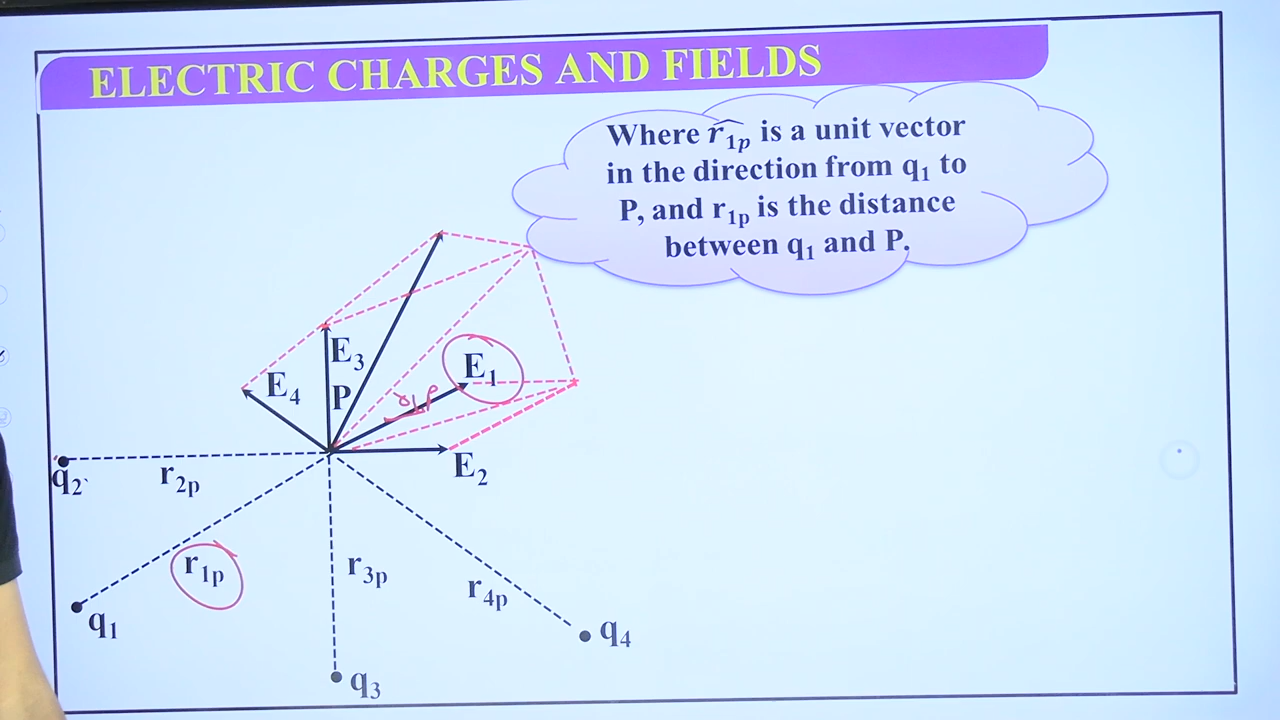 ELECTRIC CHARGES AND FIELDS
Where r̂₁ₚ is a unit vector
in the direction from q₁ to
P, and r₁ₚ is the distance
between q₁ and P.
E₃
E₁
E₄
P
E₂
q₂
r₂ₚ
r₁ₚ
r₃ₚ
r₄ₚ
q₁
q₄
q₃